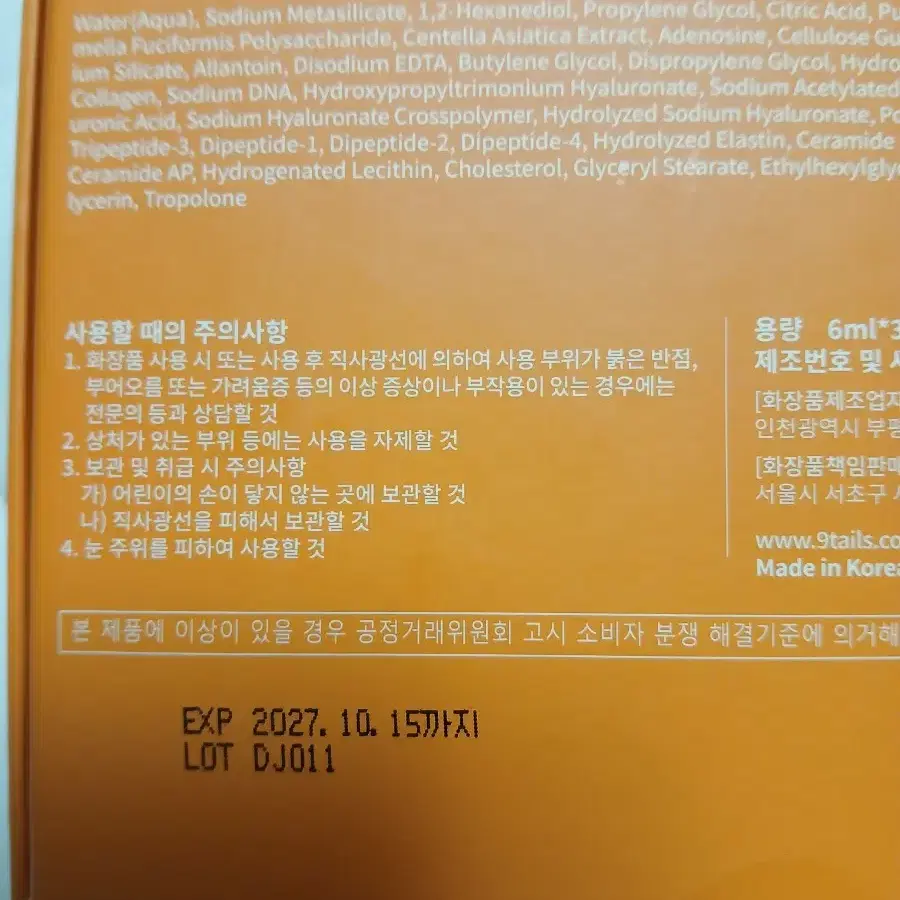 Water(Aqua), Sodium Metasilicate, 1,2-Hexanediol, Propylene Glycol, Citric Acid,
mella Fuciformis Polysaccharide, Centella Asiatica Extract, Adenosine, Cellulose
ium Silicate, Allantoin, Disodium EDTA, Butylene Glycol, Dispropylene Glycol,
Collagen, Sodium DNA, Hydroxypropyltrimonium Hyaluronate, Sodium Acetylated
uronic Acid, Sodium Hyaluronate Crosspolymer, Hydrolyzed Sodium Hyaluronate,
Tripeptide-3, Dipeptide-1, Dipeptide-2, Dipeptide-4, Hydrolyzed Elastin, Ceramide
Ceramide AP, Hydrogenated Lecithin, Cholesterol, Glyceryl Stearate, Ethylhexylgly
lycerin, Tropolone
사용할 때의 주의사항
1. 화장품 사용 시 또는 사용 후 직사광선에 의하여 사용 부위가 붉은 반점,
부어오름 또는 가려움증 등의 이상 증상이나 부작용이 있는 경우에는
전문의 등과 상담할 것
2. 상처가 있는 부위 등에는 사용을 자제할 것
3. 보관 및 취급 시 주의사항
가) 어린이의 손이 닿지 않는 곳에 보관할 것
나) 직사광선을 피해서 보관할 것
4. 눈 주위를 피하여 사용할 것
용량 6ml*3
제조번호 및 사
[화장품제조업자
인천광역시 부평
[화장품책임판매
서울시 서초구
www.9tails.co
Made in Korea
본 제품에 이상이 있을 경우 공정거래위원회 고시 소비자 분쟁 해결기준에 의거해
EXP 2027. 10. 15까지
LOT DJ011